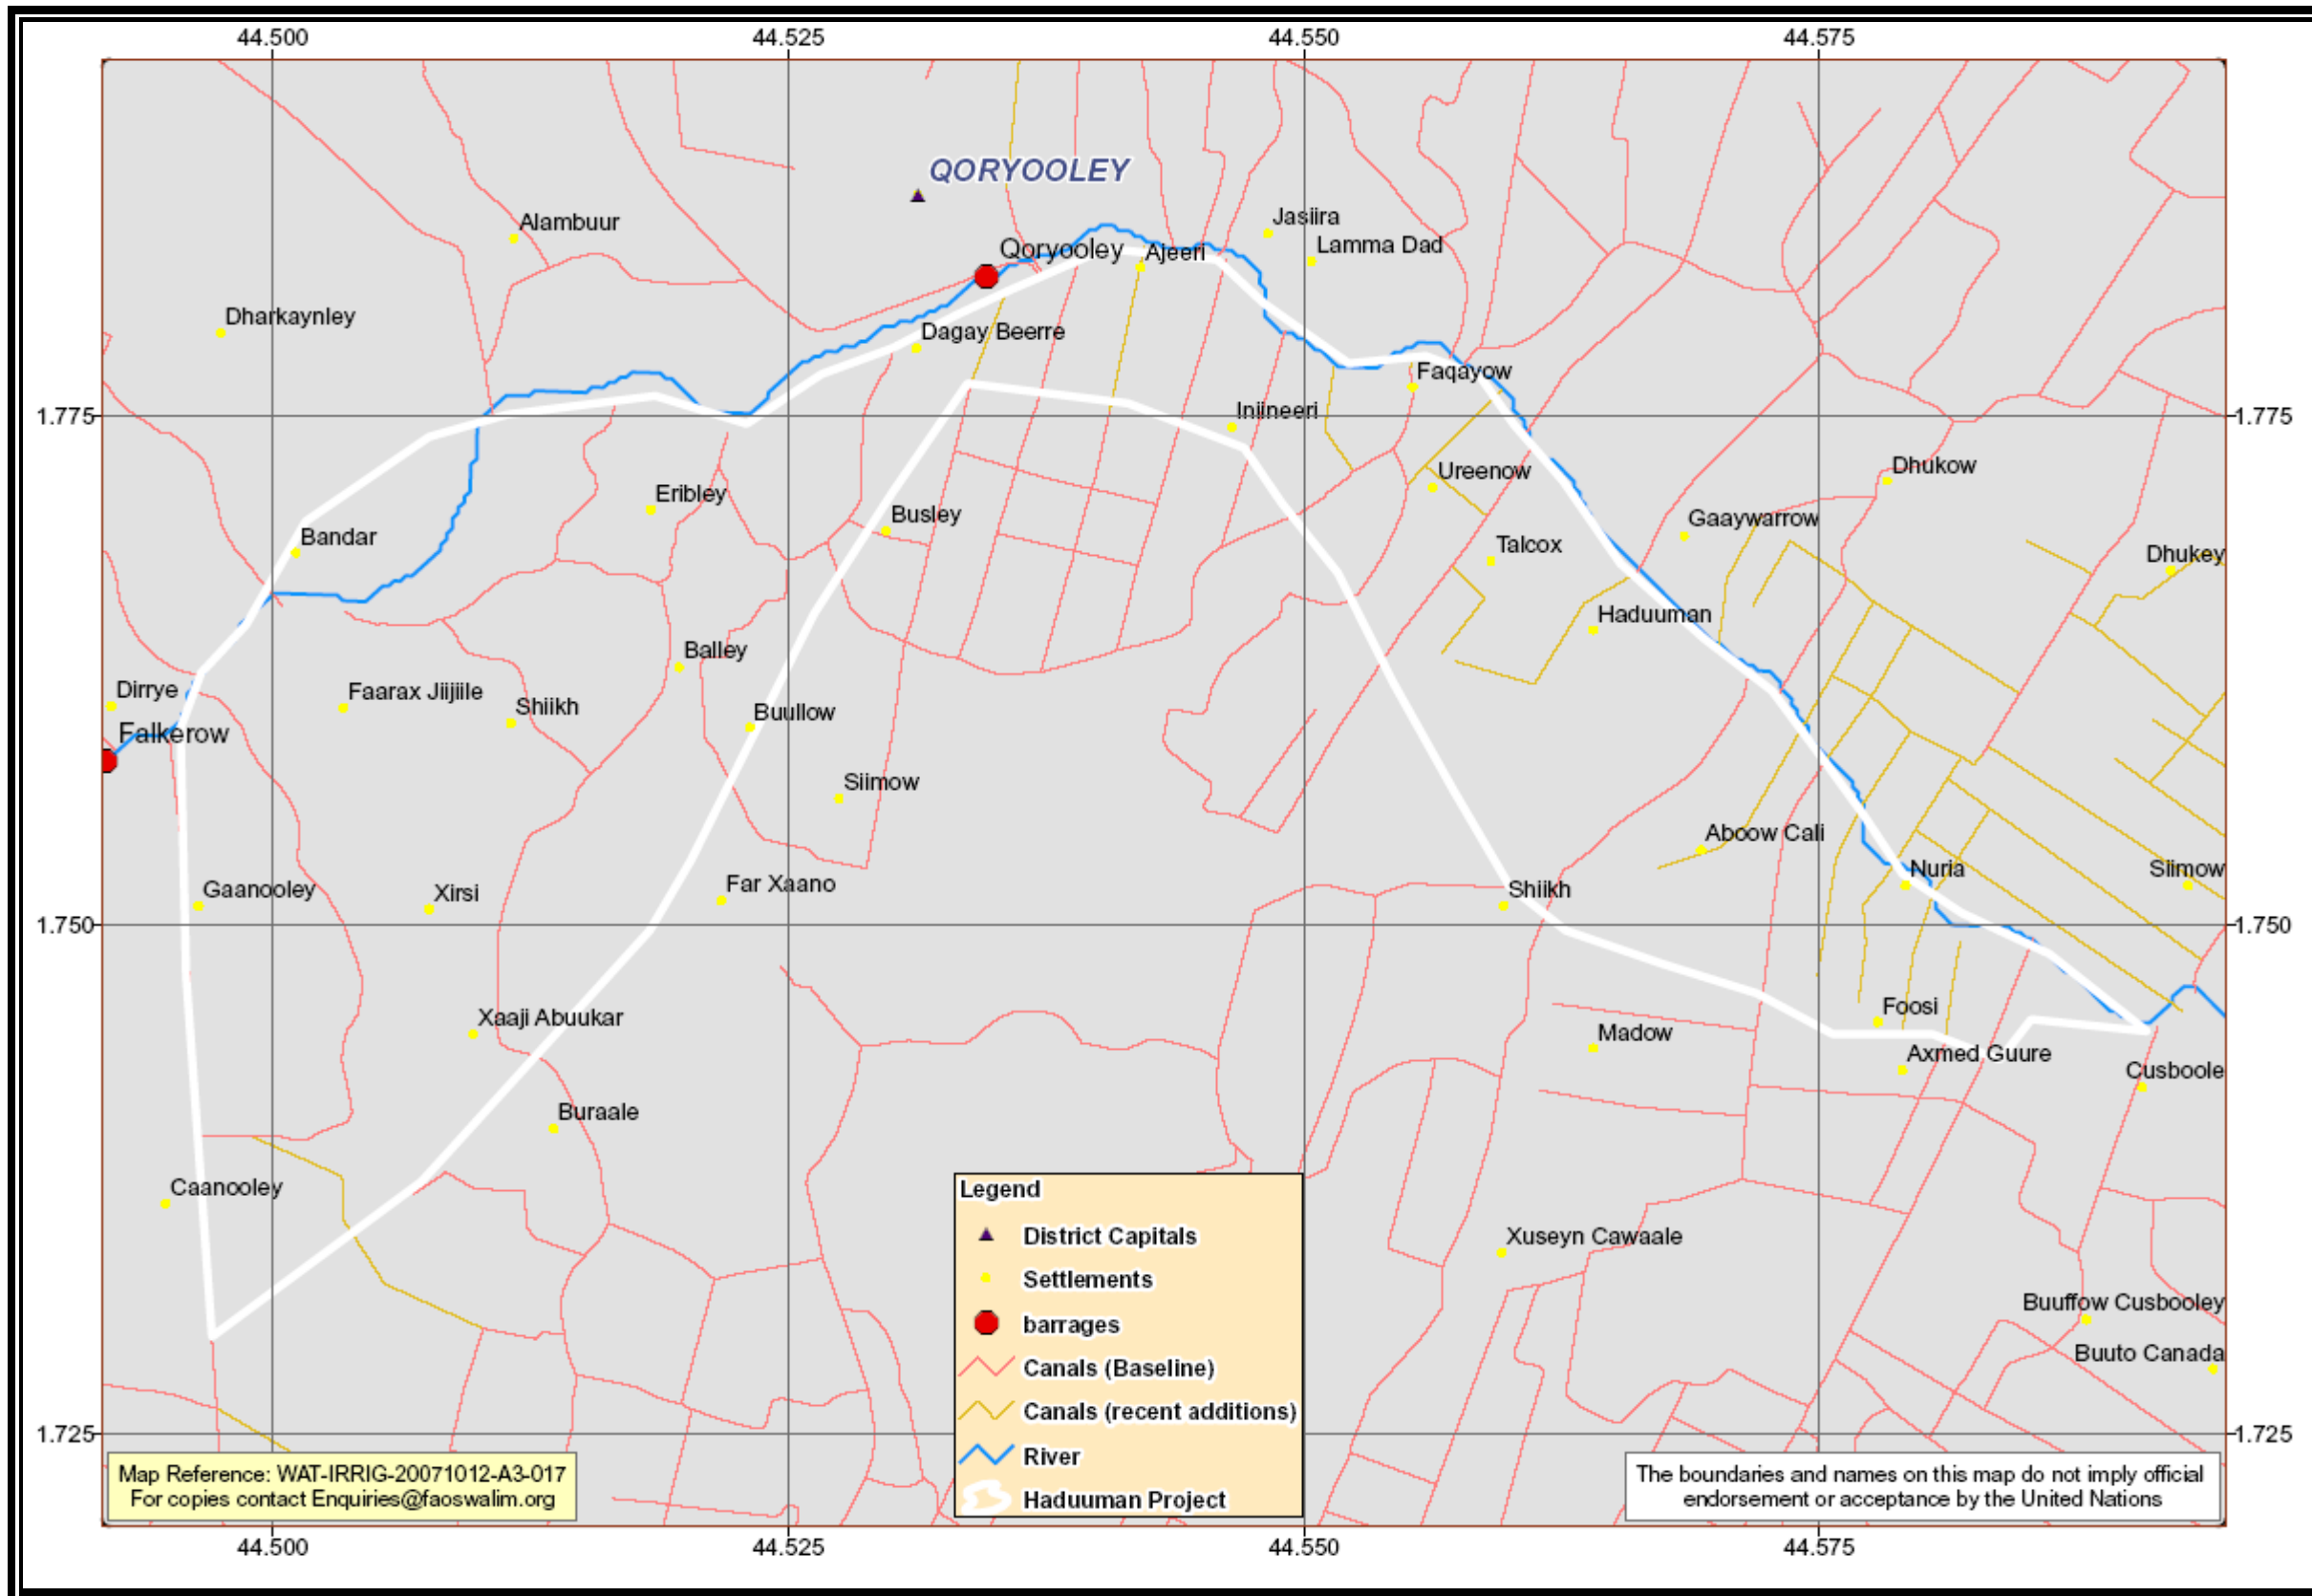 44.500 44.525 44.550 44.575
QORYOOLEY
Alambuur
Jasiira
Lamma Dad
Qoryooley
Ajeeri
Dharkaynley
Dagay Beerre
Faqayow
1.775
1.775
Iniineeri
Ureenow
Dhukow
Eribley
Busley
Gaaywarrow
Bandar
Talcox
Dhukey
Haduuman
Balley
Dirrye
Faarax Jiijiile
Shiikh
Buullow
Falkerow
Siimow
Aboow Cali
Nuria
Siimow
Gaanooley
Xirsi
Far Xaano
Shiikh
1.750
1.750
Foosi
Xaaji Abuukar
Madow
Axmed Guure
Cusboole
Buraale
Caanooley
Xuseyn Cawaale
Buuffow Cusbooley
Buuto Canada
Legend
District Capitals
Settlements
barrages
Canals (Baseline)
Canals (recent additions)
River
Haduuman Project
1.725
1.725
Map Reference: WAT-IRRIG-20071012-A3-017
For copies contact Enquiries@faoswalim.org
The boundaries and names on this map do not imply official
endorsement or acceptance by the United Nations
44.500 44.525 44.550 44.575